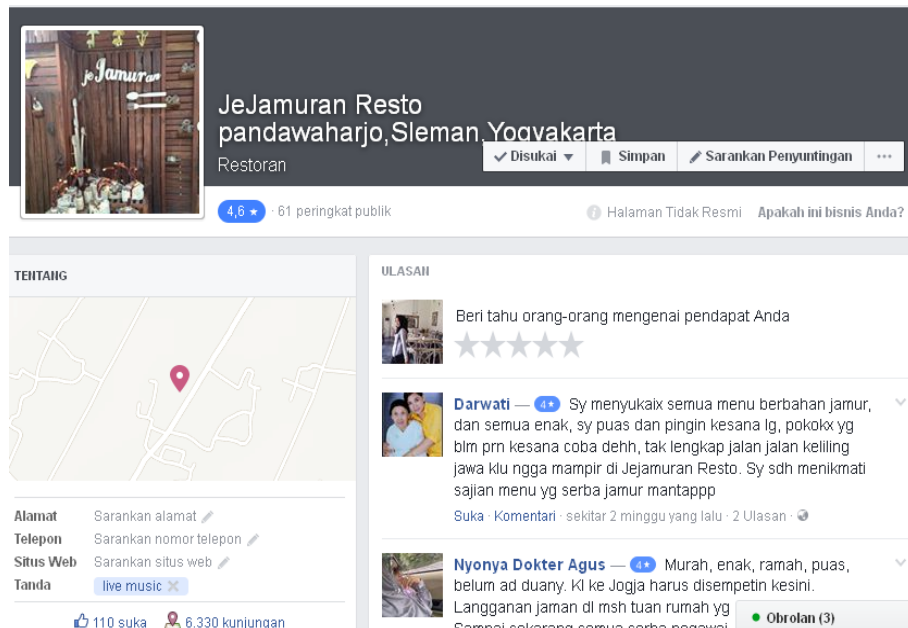 jeJamuran
JeJamuran Resto
pandawaharjo,Sleman,Yogyakarta
Restoran
Disukai
Simpan
Sarankan Penyuntingan
4,6 ★ · 61 peringkat publik
Halaman Tidak Resmi
Apakah ini bisnis Anda?
TENTANG
Alamat Sarankan alamat
Telepon Sarankan nomor telepon
Situs Web Sarankan situs web
Tanda live music
110 suka 6.330 kunjungan
ULASAN
Beri tahu orang-orang mengenai pendapat Anda
Darwati — 4★ Sy menyukaix semua menu berbahan jamur,
dan semua enak, sy puas dan pingin kesana lg, pokokx yg
blm prn kesana coba dehh, tak lengkap jalan jalan keliling
jawa klu ngga mampir di Jejamuran Resto. Sy sdh menikmati
sajian menu yg serba jamur mantappp
Suka · Komentari · sekitar 2 minggu yang lalu · 2 Ulasan ·
Nyonya Dokter Agus — 4★ Murah, enak, ramah, puas,
belum ad duany. Kl ke Jogja harus disempetin kesini.
Langganan jaman dl msh tuan rumah yg
Sampai sekarang semua serba pegawai
Obrolan (3)